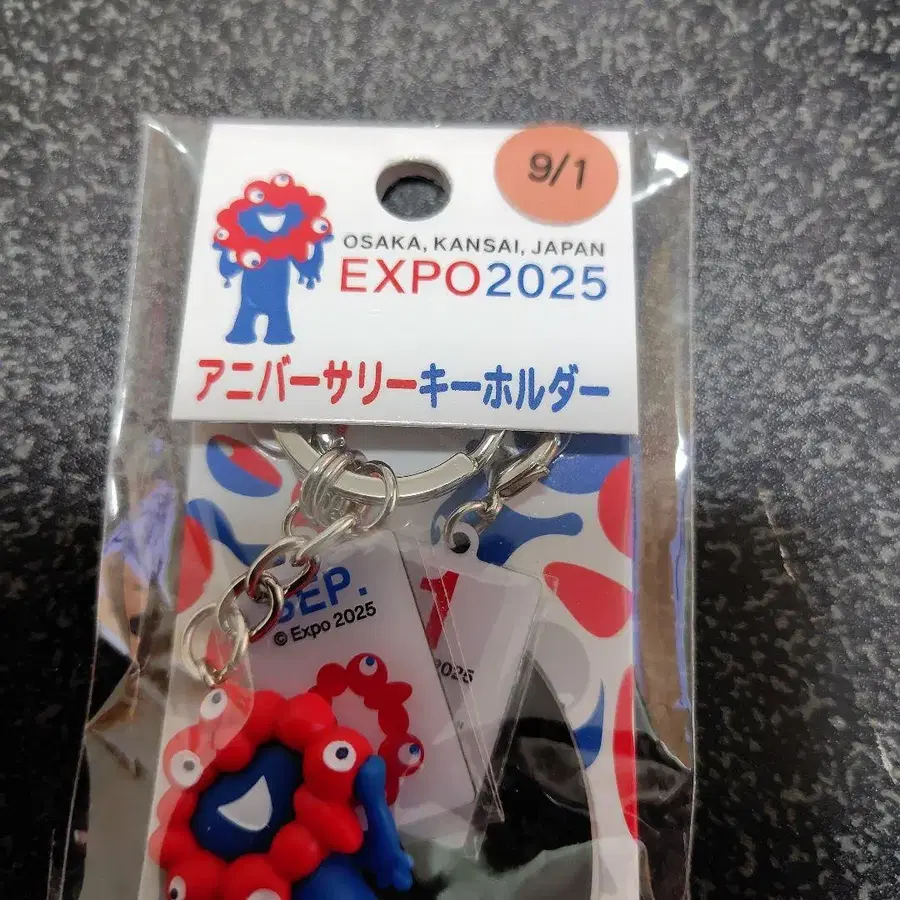 9/1
OSAKA, KANSAI, JAPAN
EXPO2025
アニバーサリーキーホルダー
SEP.
© Expo 2025
1
2025